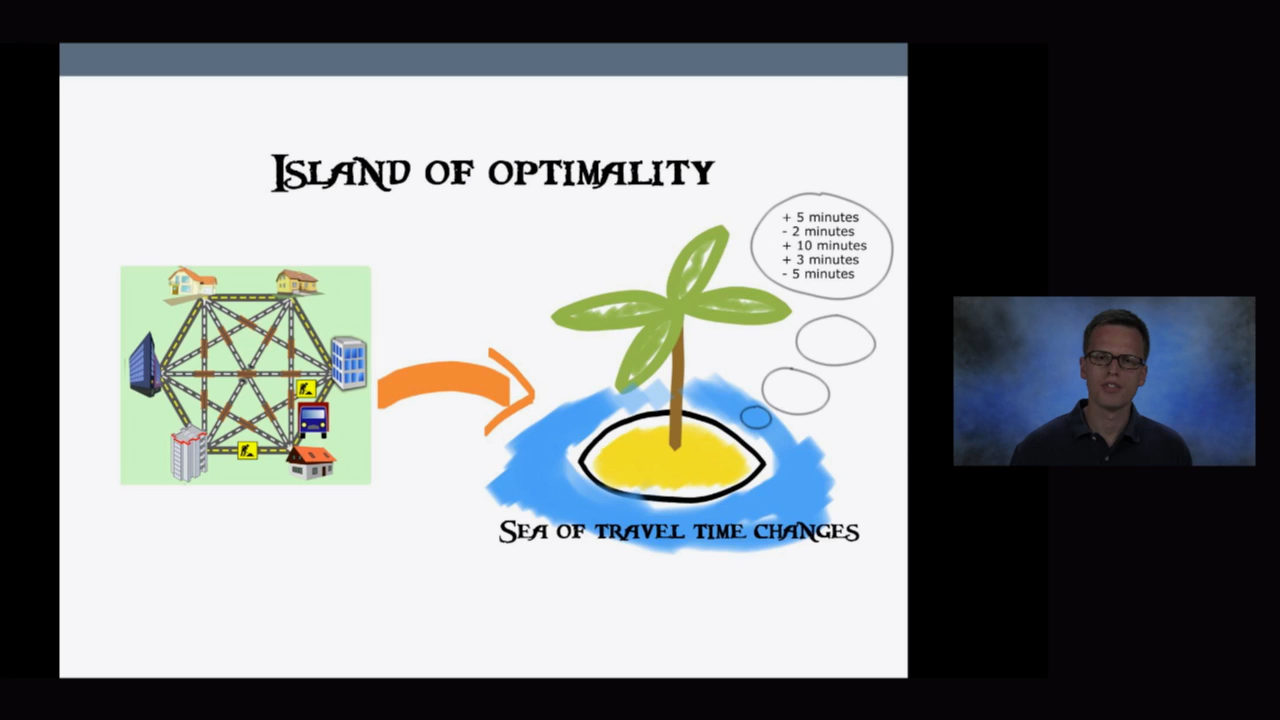 Island of optimality
+ 5 minutes
- 2 minutes
+ 10 minutes
+ 3 minutes
- 5 minutes
Sea of travel time changes